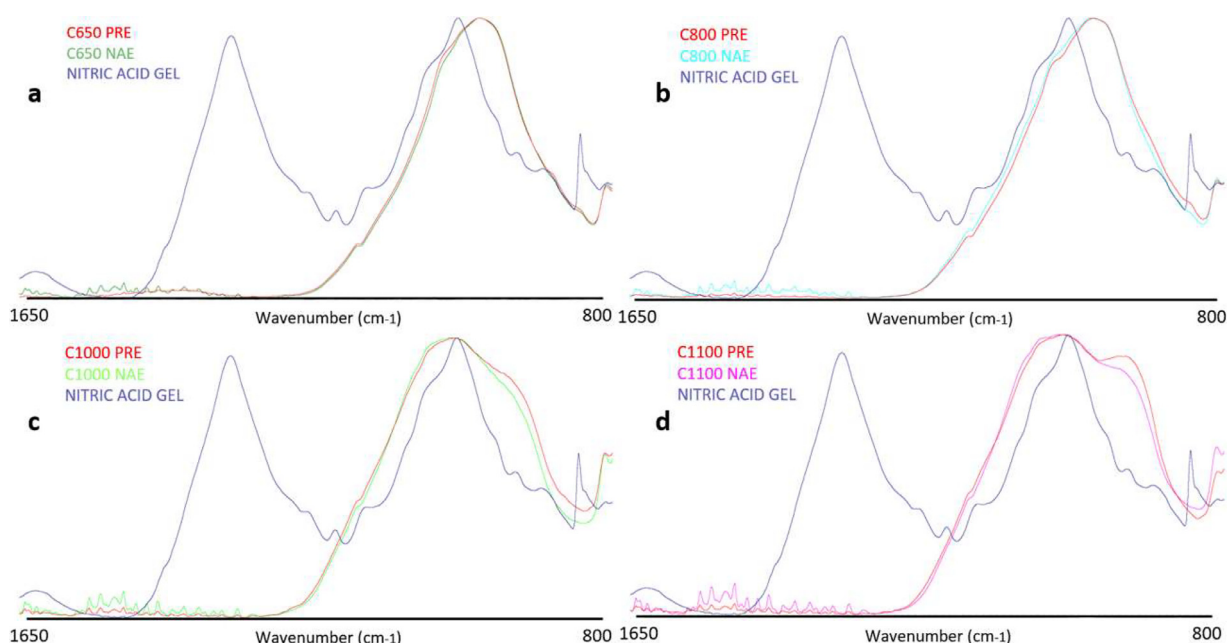 C650 PRE
C650 NAE
NITRIC ACID GEL
a
1650
Wavenumber (cm-1)
800
C800 PRE
C800 NAE
NITRIC ACID GEL
b
1650
Wavenumber (cm-1)
800
C1000 PRE
C1000 NAE
NITRIC ACID GEL
c
1650
Wavenumber (cm-1)
800
C1100 PRE
C1100 NAE
NITRIC ACID GEL
d
1650
Wavenumber (cm-1)
800